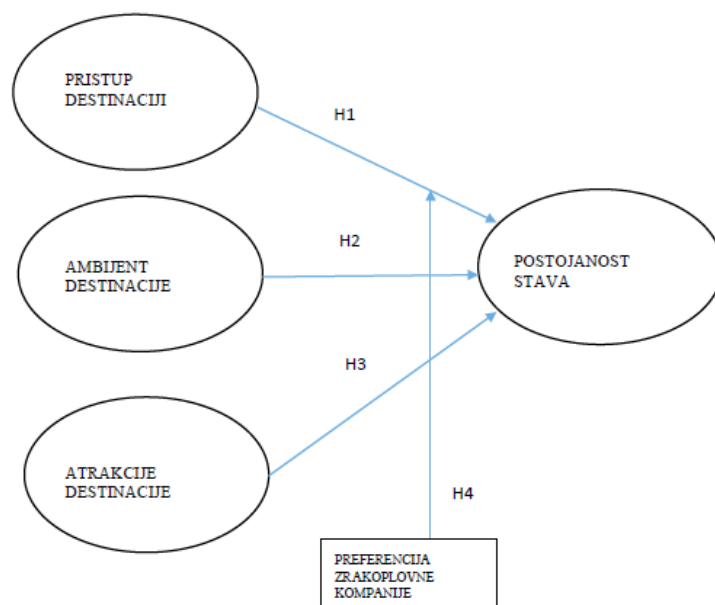 PRISTUP
DESTINACIJI
H1
AMBIJENT
DESTINACIJE
H2
POSTOJANOST
STAVA
H3
ATRAKCIJE
DESTINACIJE
H4
PREFERENCIJA
ZRAKOPLOVNE
KOMPANIJE